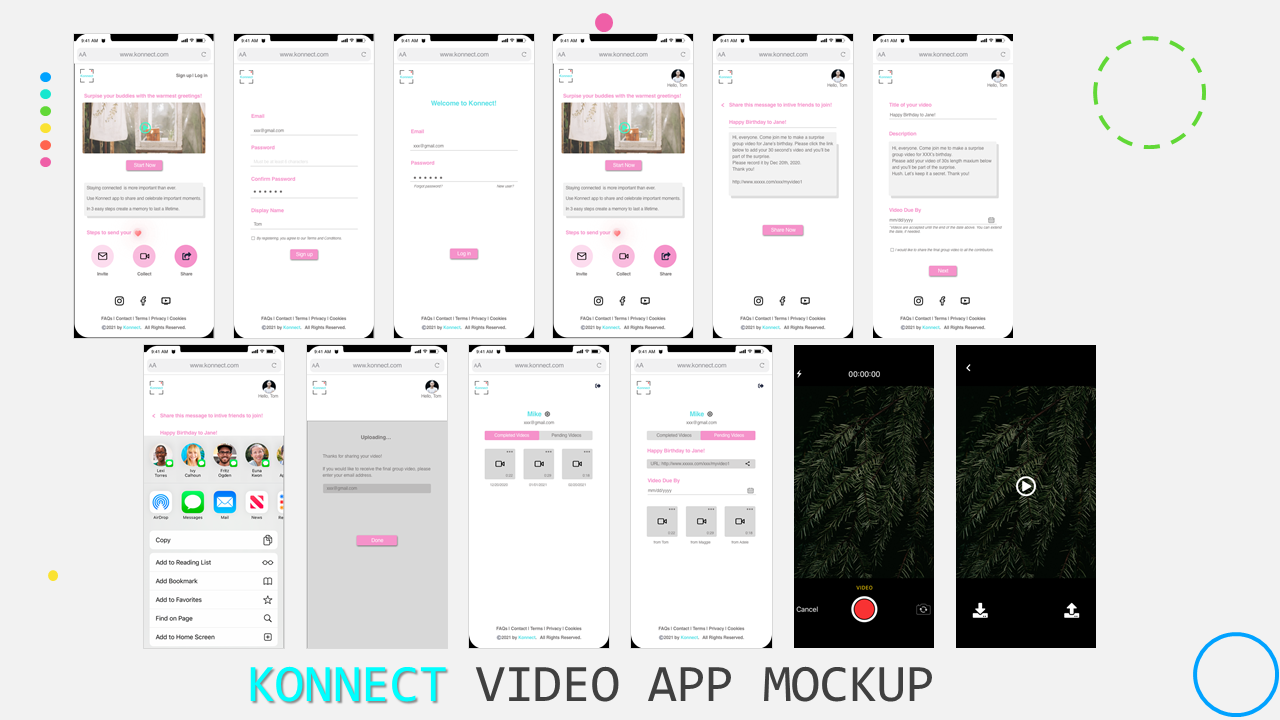 9:41 AM
AA www.konnect.com
Sign up! Log in
Surpise your buddies with the warmest greetings!
Start Now
Staying connected is more important than ever.
Use Konnect app to share and celebrate important moments.
In 3 easy steps create a memory to last a lifetime.
Steps to send your
Invite Collect Share
FAQs I Contact I Terms I Privacy I Cookies
©2021 by Konnect. All Rights Reserved.
9:41 AM
AA www.konnect.com
Email
xxx@gmail.com
Password
Confirm Password
Display Name
Tom
By registering, you agree to our Terms and Conditions.
Sign up
FAQs I Contact I Terms I Privacy I Cookies
©2021 by Konnect. All Rights Reserved.
9:41 AM
AA www.konnect.com
Welcome to Konnect!
Email
xxx@gmail.com
Password
Forgot password? New user?
Log in
FAQs I Contact I Terms I Privacy I Cookies
©2021 by Konnect. All Rights Reserved.
9:41 AM
AA www.konnect.com
Hello, Tom
Surpise your buddies with the warmest greetings!
Start Now
Staying connected is more important than ever.
Use Konnect app to share and celebrate important moments.
In 3 easy steps create a memory to last a lifetime.
Steps to send your
Invite Collect Share
FAQs I Contact I Terms I Privacy I Cookies
©2021 by Konnect. All Rights Reserved.
9:41 AM
AA www.konnect.com
Hello, Tom
< Share this message to intive friends to join!
Happy Birthday to Jane!
Hi, everyone. Come join me to make a surprise
group video for Jane's birthday. Please click the link
below to add your 30 second's video and you'll be
part of the surprise.
Please record it by Dec 20th, 2020.
Thank you!
http://www.xxxxx.com/xxx/myvideo1
Share Now
FAQs I Contact I Terms I Privacy I Cookies
©2021 by Konnect. All Rights Reserved.
9:41 AM
AA www.konnect.com
Hello, Tom
Title of your video
Happy Birthday to Jane!
Description
Hi, everyone. Come join me to make a surprise
group video for XXX's birthday.
Please add your video of 30s length maxium below
and you'll be part of the surprise.
Hush. Let's keep it a secret. Thank you!
Video Due By
mm/dd/yyyy
*Videos are accepted until the end of the date above. You can extend
the date, if needed.
I would like to share the final group video to all the contributors.
Next
FAQs I Contact I Terms I Privacy I Cookies
©2021 by Konnect. All Rights Reserved.
9:41 AM
AA www.konnect.com
Hello, Tom
< Share this message to intive friends to join!
Happy Birthday to Jane!
Lexi Ivy Fritz Euna
Torres Calhoun Ogden Kwon
AirDrop Messages Mail News Re
Copy
Add to Reading List
Add Bookmark
Add to Favorites
Find on Page
Add to Home Screen
9:41 AM
AA www.konnect.com
Hello, Tom
Uploading...
Thanks for sharing your video!
If you would like to receive the final group video, please
enter your email address.
xxx@gmail.com
Done
9:41 AM
AA www.konnect.com
Mike
xxx@gmail.com
Completed Videos Pending Videos
FAQs I Contact I Terms I Privacy I Cookies
©2021 by Konnect. All Rights Reserved.
9:41 AM
AA www.konnect.com
Mike
xxx@gmail.com
Completed Videos Pending Videos
Happy Birthday to Jane!
URL: http://www.xxxxx.com/xxx/myvideo1
Video Due By
mm/dd/yyyy
from Tom from Maggie from Adele
FAQs I Contact I Terms I Privacy I Cookies
©2021 by Konnect. All Rights Reserved.
00:00:00
VIDEO
Cancel
KONNECT VIDEO APP MOCKUP